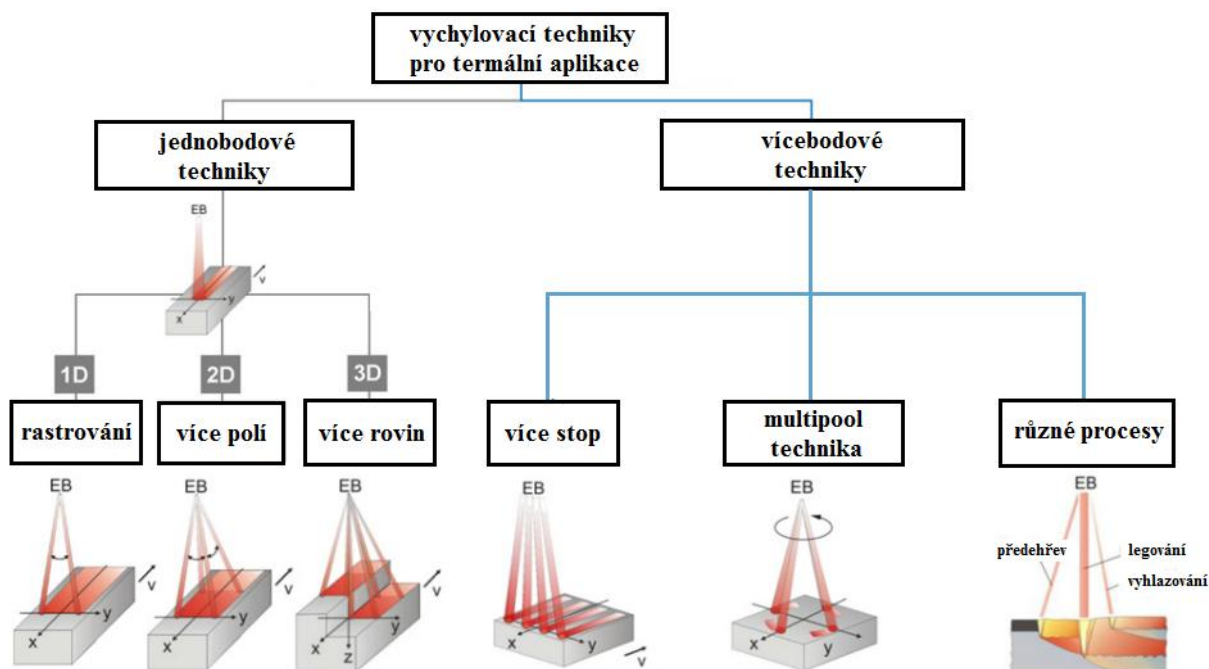 vychylovací techniky
pro termální aplikace
jednobodové
techniky
vícebodové
techniky
EB
v
y
x
1D
2D
3D
rastrování
více polí
více rovin
více stop
multipool
technika
různé procesy
EB
v
y
x
EB
v
y
x
EB
v
y
x
z
EB
x
y
v
EB
x
y
EB
předehřev
legování
vyhlazování